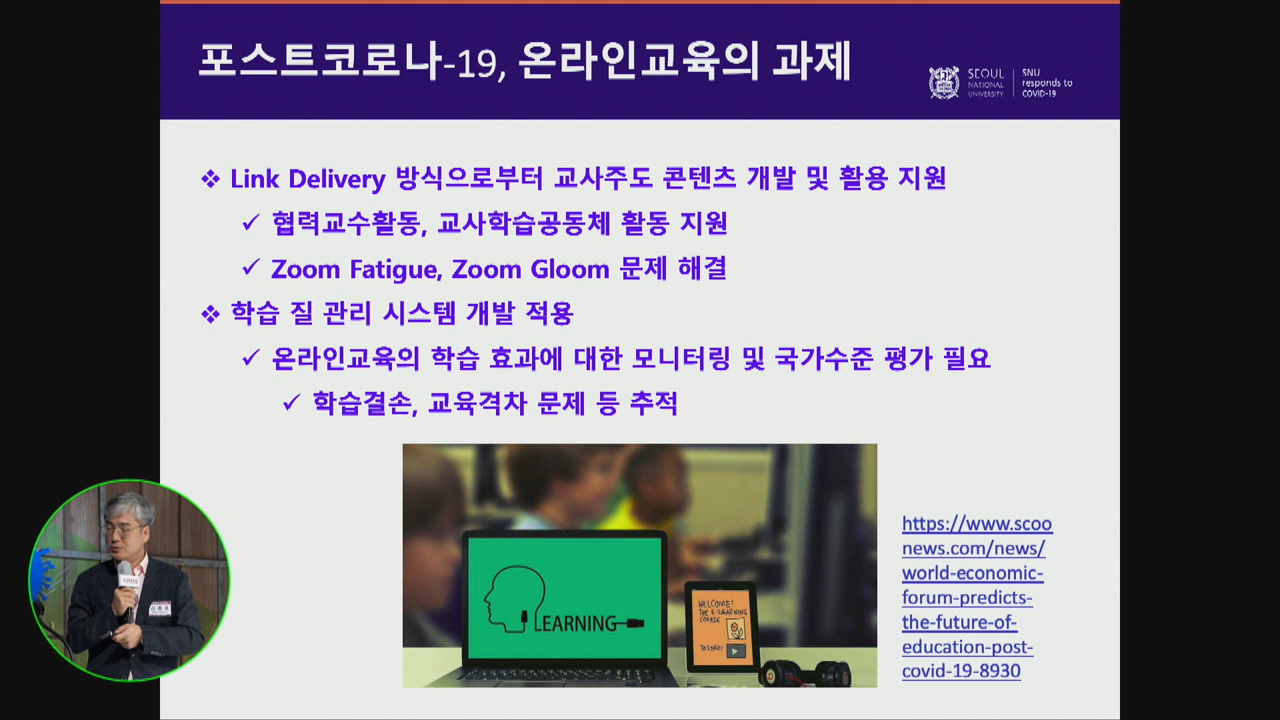 포스트코로나-19, 온라인교육의 과제
SEOUL
NATIONAL
UNIVERSITY
SNU
responds to
COVID-19
❖ Link Delivery 방식으로부터 교사주도 콘텐츠 개발 및 활용 지원
✓ 협력교수활동, 교사학습공동체 활동 지원
✓ Zoom Fatigue, Zoom Gloom 문제 해결
❖ 학습 질 관리 시스템 개발 적용
✓ 온라인교육의 학습 효과에 대한 모니터링 및 국가수준 평가 필요
✓ 학습결손, 교육격차 문제 등 추적
LEARNING
WELCOME!
THE E-LEARNING
COURSE
TO START
https://www.scoo
news.com/news/
world-economic-
forum-predicts-
the-future-of-
education-post-
covid-19-8930